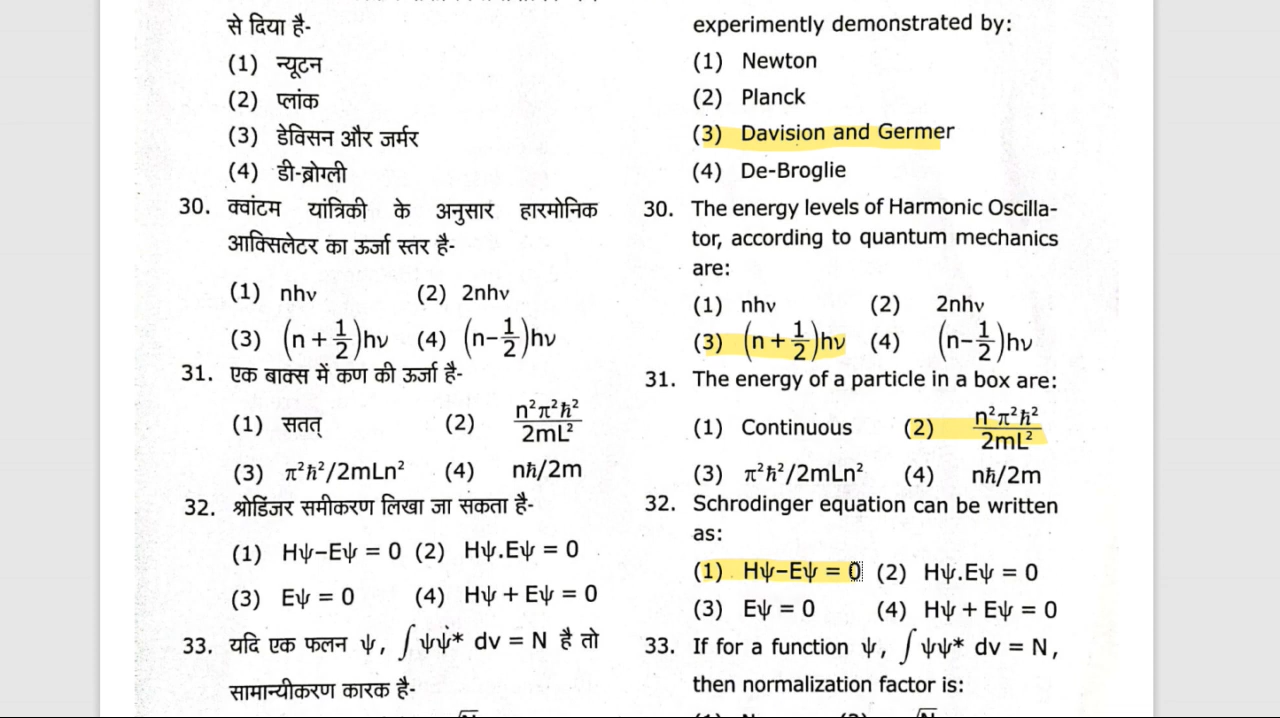 से दिया है-
(1) न्यूटन
(2) प्लांक
(3) डेविसन और जर्मर
(4) डी-ब्रोग्ली
30. क्वांटम यांत्रिकी के अनुसार हारमोनिक
आक्सिलेटर का ऊर्जा स्तर है-
(1) nhν (2) 2nhν
(3) (n + 1/2)hν (4) (n–1/2)hν
31. एक बाक्स में कण की ऊर्जा है-
(1) सतत् (2) n²π²ℏ²/2mL²
(3) π²ℏ²/2mLn² (4) nℏ/2m
32. श्रोडिंजर समीकरण लिखा जा सकता है-
(1) Hψ–Eψ = 0 (2) Hψ.Eψ = 0
(3) Eψ = 0 (4) Hψ + Eψ = 0
33. यदि एक फलन ψ, ∫ψψ* dv = N है तो
सामान्यीकरण कारक है-
experimently demonstrated by:
(1) Newton
(2) Planck
(3) Davision and Germer
(4) De-Broglie
30. The energy levels of Harmonic Oscilla-
tor, according to quantum mechanics
are:
(1) nhν (2) 2nhν
(3) (n + 1/2)hν (4) (n–1/2)hν
31. The energy of a particle in a box are:
(1) Continuous (2) n²π²ℏ²/2mL²
(3) π²ℏ²/2mLn² (4) nℏ/2m
32. Schrodinger equation can be written
as:
(1) Hψ–Eψ = 0 (2) Hψ.Eψ = 0
(3) Eψ = 0 (4) Hψ + Eψ = 0
33. If for a function ψ, ∫ψψ* dv = N,
then normalization factor is: